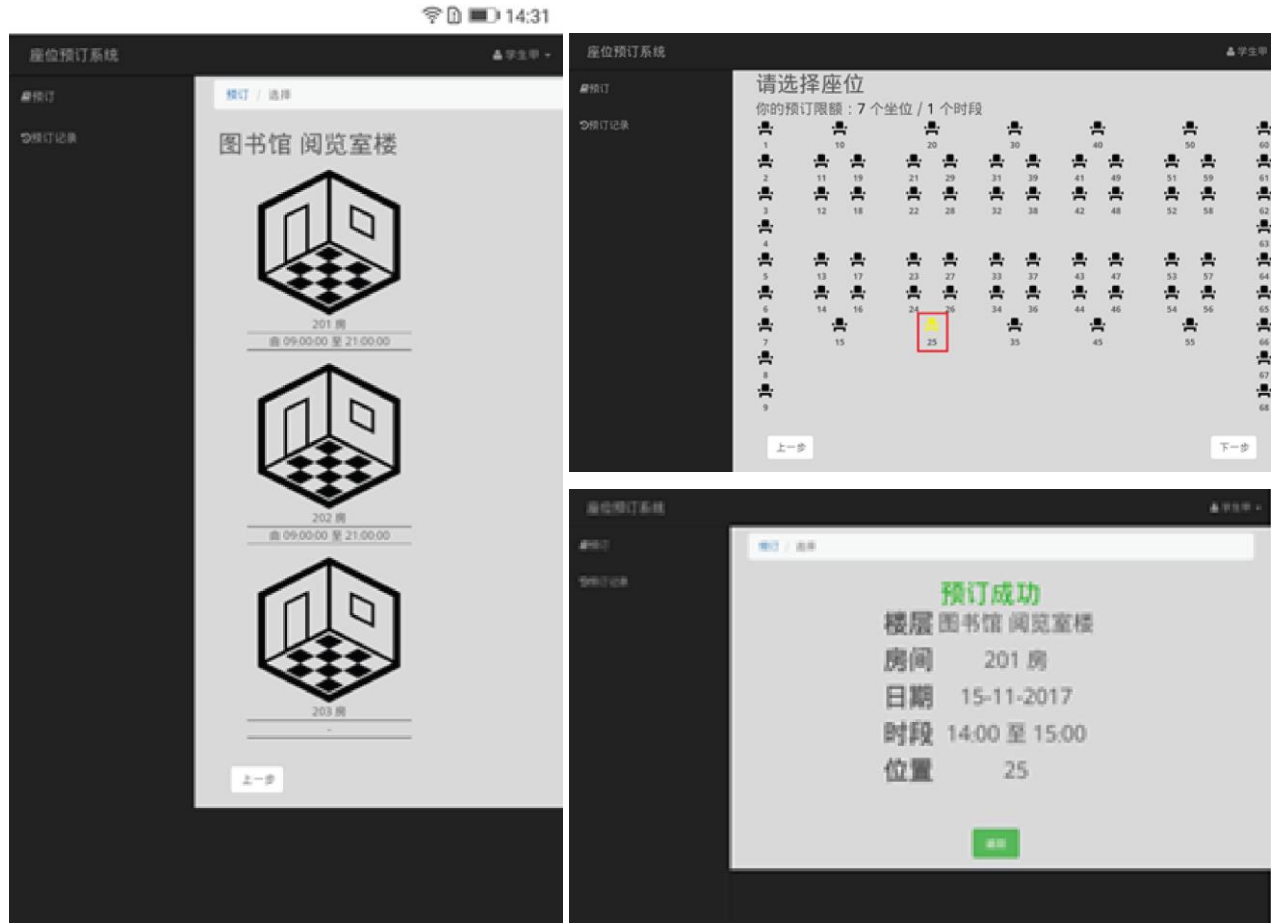 14:31
座位预订系统
学生甲
预订
预订记录
预订 / 选择
图书馆 阅览室楼
201 房
由 09:00:00 至 21:00:00
202 房
由 09:00:00 至 21:00:00
203 房
-
上一步
座位预订系统
学生甲
预订
预订记录
请选择座位
你的预订限额：7 个坐位 / 1 个时段
1 10 20 30 40 50 60
2 11 19 21 29 31 39 41 49 51 59 61
3 12 18 22 28 32 38 42 48 52 58 62
4 63
5 13 17 23 27 33 37 43 47 53 57 64
6 14 16 24 26 34 36 44 46 54 56 65
7 15 25 35 45 55 66
8 67
9 68
上一步 下一步
座位预订系统
学生甲
预订
预订记录
预订 / 选择
预订成功
楼层 图书馆 阅览室楼
房间 201 房
日期 15-11-2017
时段 14:00 至 15:00
位置 25